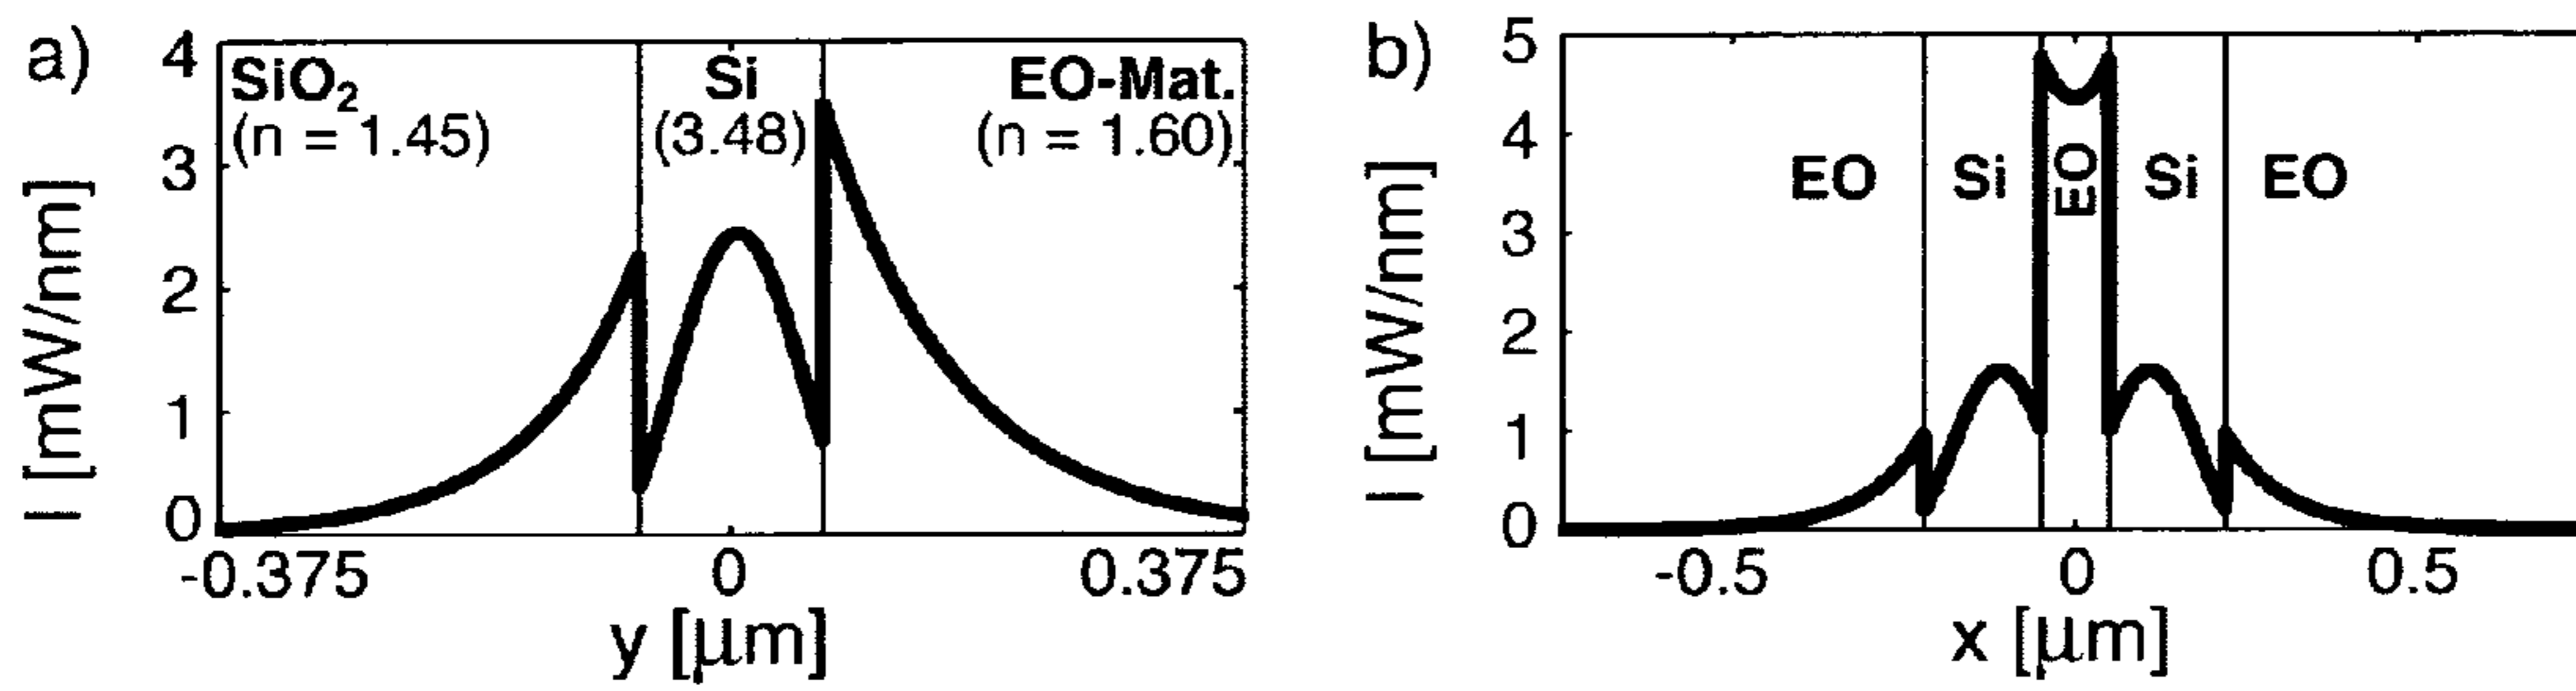 a)
I [mW/nm]
4
3
2
1
0
SiO₂
(n = 1.45)
Si
(3.48)
EO-Mat.
(n = 1.60)
-0.375
0
0.375
y [μm]
b)
I [mW/nm]
5
4
3
2
1
0
EO
Si
EO
Si
EO
-0.5
0
0.5
x [μm]